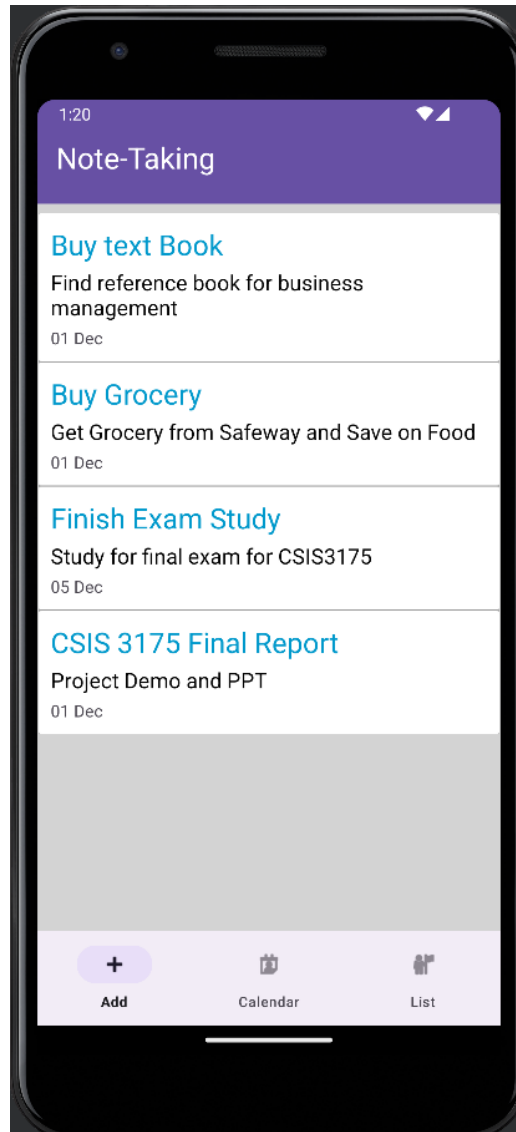 1:20
Note-Taking
Buy text Book
Find reference book for business
management
01 Dec
Buy Grocery
Get Grocery from Safeway and Save on Food
01 Dec
Finish Exam Study
Study for final exam for CSIS3175
05 Dec
CSIS 3175 Final Report
Project Demo and PPT
01 Dec
Add Calendar List